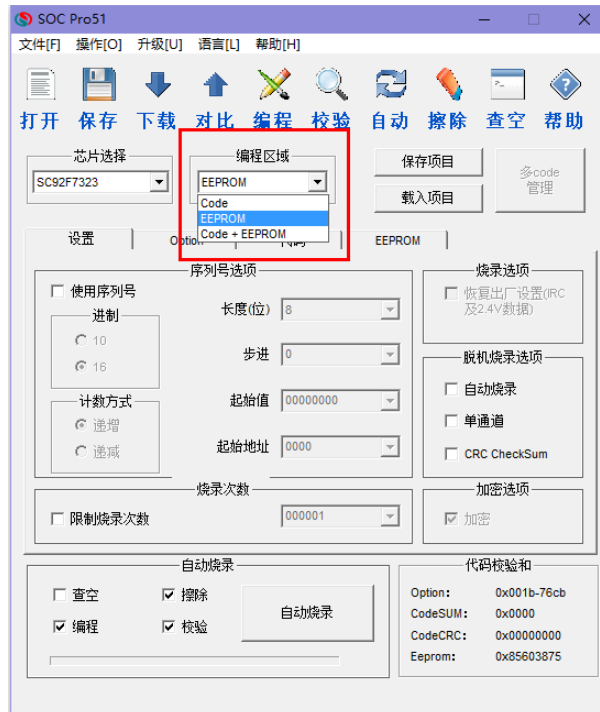 SOC Pro51
文件[F] 操作[O] 升级[U] 语言[L] 帮助[H]
打开 保存 下载 对比 编程 校验 自动 擦除 查空 帮助
芯片选择
SC92F7323
编程区域
EEPROM
Code
EEPROM
Code + EEPROM
保存项目
载入项目
多code
管理
设置 EEPROM
序列号选项
使用序列号
进制
10
16
计数方式
递增
递减
长度(位) 8
步进 0
起始值 00000000
起始地址 0000
烧录选项
恢复出厂设置(IRC
及2.4V数据)
脱机烧录选项
自动烧录
单通道
CRC CheckSum
烧录次数
限制烧录次数 000001
加密选项
加密
自动烧录
查空 擦除
编程 校验
自动烧录
代码校验和
Option: 0x001b-76cb
CodeSUM: 0x0000
CodeCRC: 0x00000000
Eeprom: 0x85603875